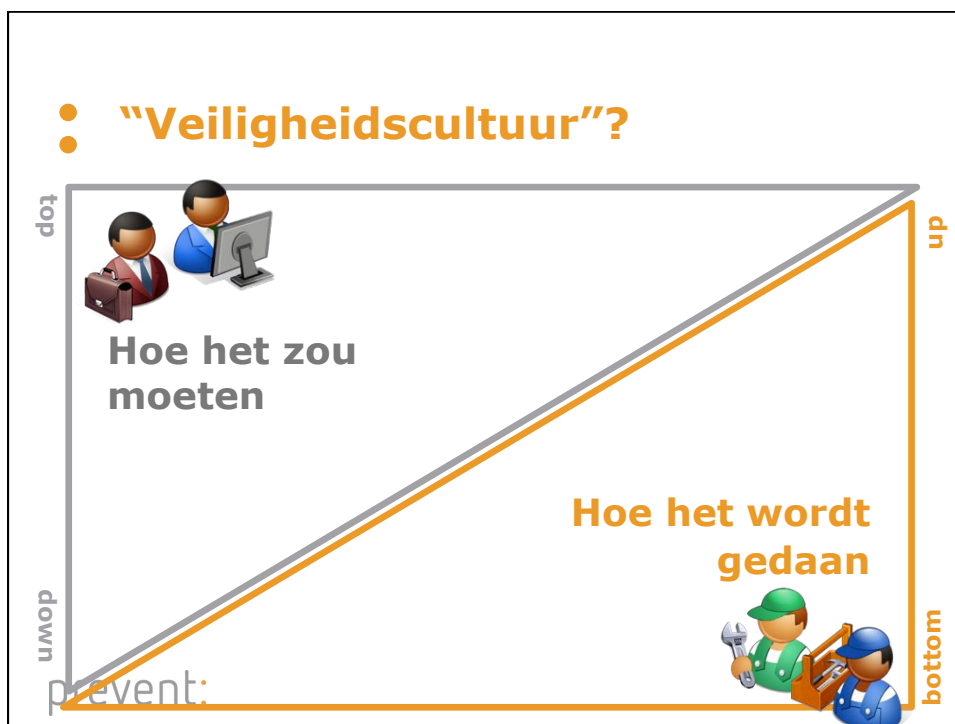 “Veiligheidscultuur”?
top
up
Hoe het zou
moeten
Hoe het wordt
gedaan
down
bottom
prevent: